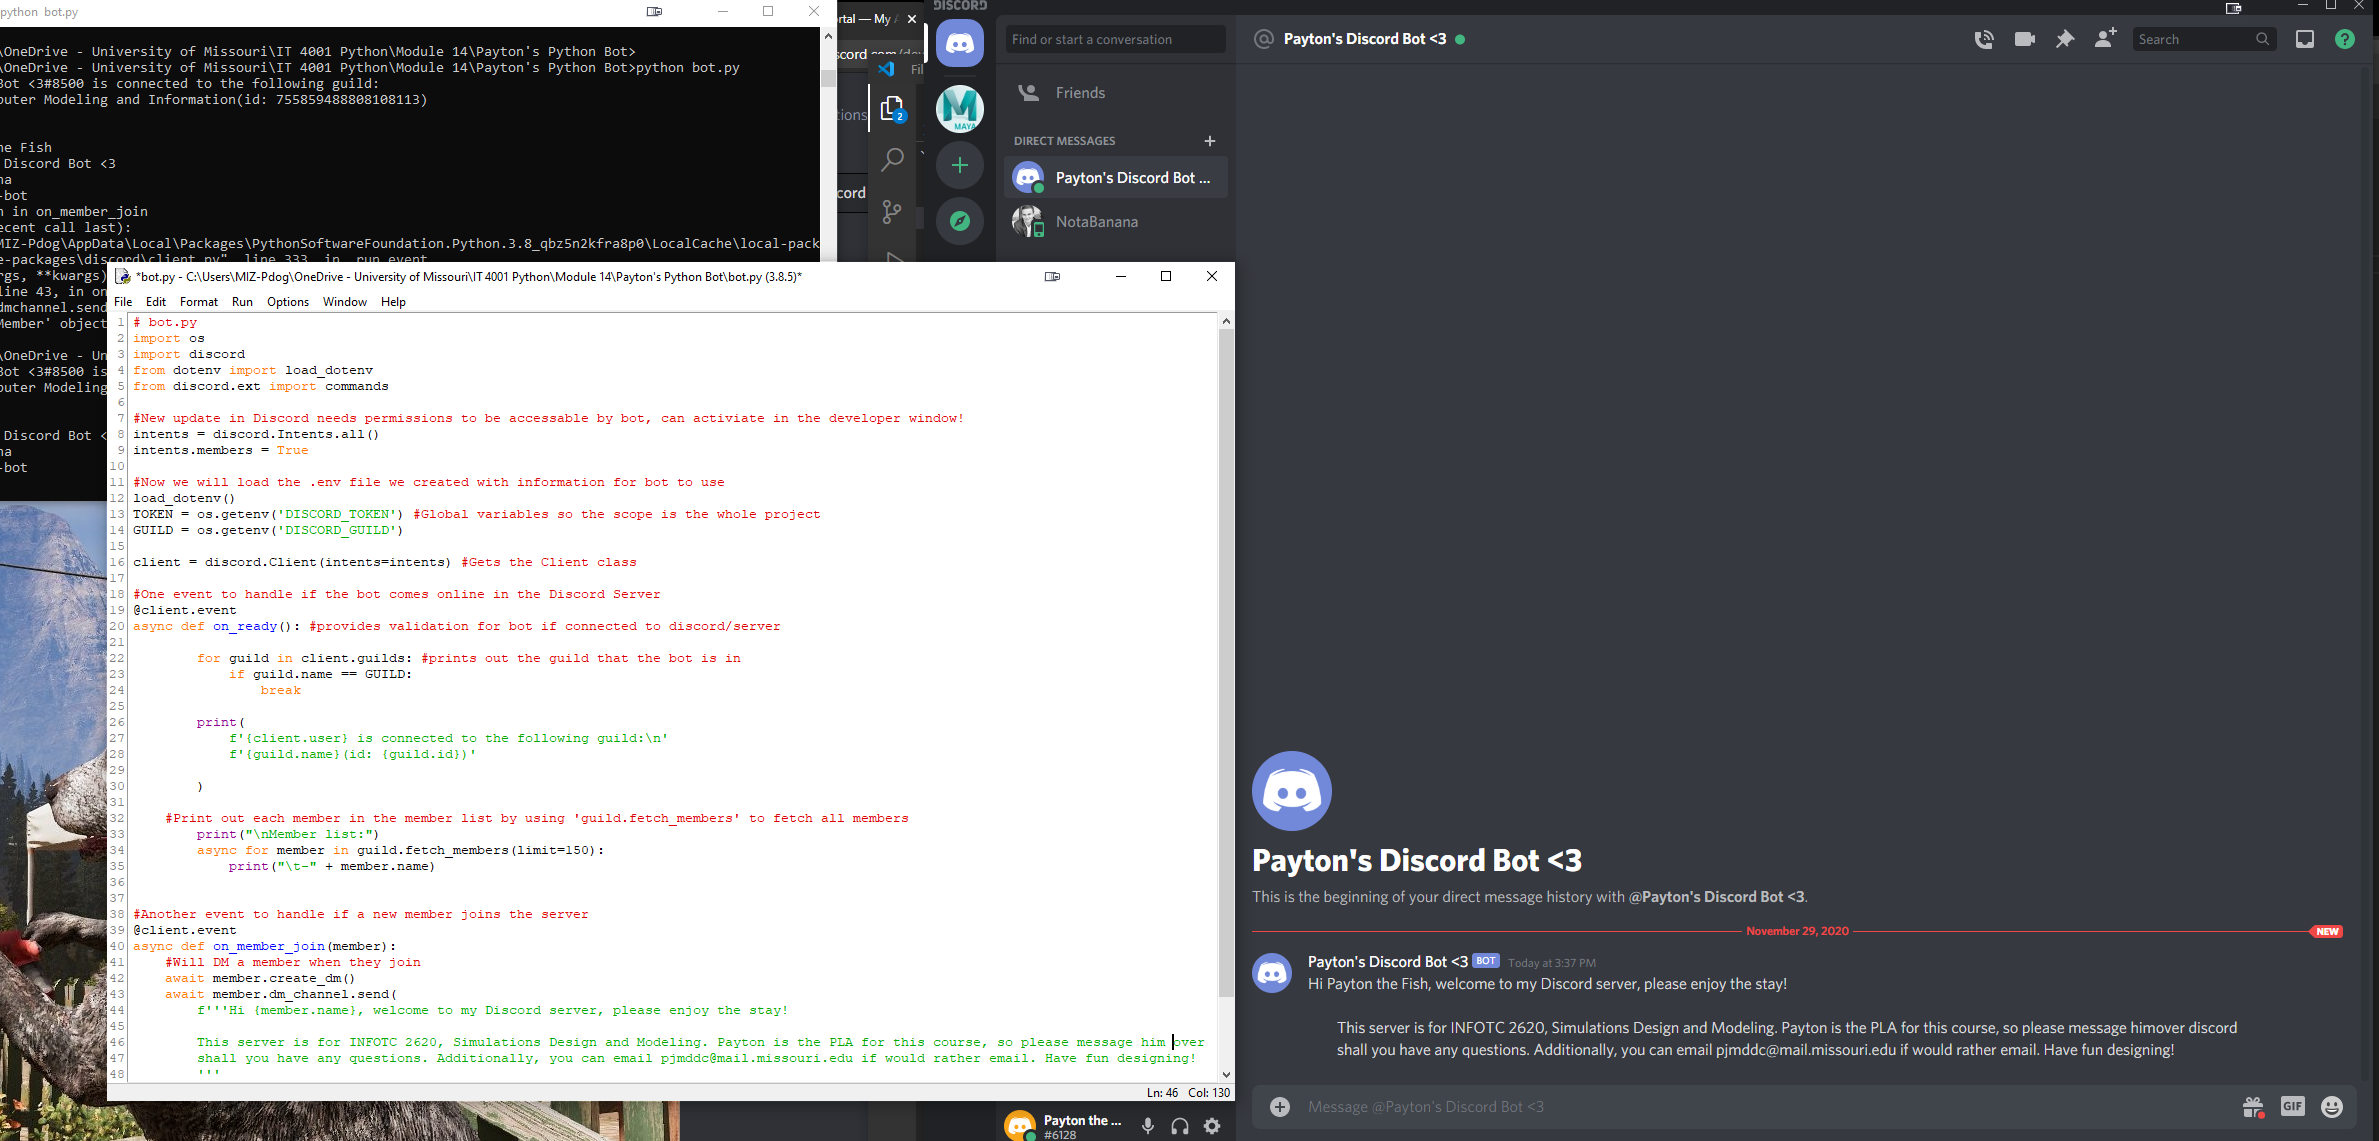 python  bot.py
\OneDrive - University of Missouri\IT 4001 Python\Module 14\Payton's Python Bot>
\OneDrive - University of Missouri\IT 4001 Python\Module 14\Payton's Python Bot>python bot.py
Bot <3#8500 is connected to the following guild:
puter Modeling and Information(id: 755859488808108113)
he Fish
Discord Bot <3
na
-bot
n in on_member_join
ecent call last):
MIZ-Pdog\AppData\Local\Packages\PythonSoftwareFoundation.Python.3.8_qbz5n2kfra8p0\LocalCache\local-pack
e-packages\discord\client.py", line 333, in _run_event
rgs, **kwargs)
line 43, in on
dmchannel.send
Member' object
\OneDrive - Un
Bot <3#8500 is
puter Modeling
Discord Bot <
na
-bot
rtal — My A
scord.com/de
Fil
2
tions
cord
*bot.py - C:\Users\MIZ-Pdog\OneDrive - University of Missouri\IT 4001 Python\Module 14\Payton's Python Bot\bot.py (3.8.5)*
File Edit Format Run Options Window Help
1 # bot.py
2 import os
3 import discord
4 from dotenv import load_dotenv
5 from discord.ext import commands
6
7 #New update in Discord needs permissions to be accessable by bot, can activiate in the developer window!
8 intents = discord.Intents.all()
9 intents.members = True
10
11 #Now we will load the .env file we created with information for bot to use
12 load_dotenv()
13 TOKEN = os.getenv('DISCORD_TOKEN') #Global variables so the scope is the whole project
14 GUILD = os.getenv('DISCORD_GUILD')
15
16 client = discord.Client(intents=intents) #Gets the Client class
17
18 #One event to handle if the bot comes online in the Discord Server
19 @client.event
20 async def on_ready(): #provides validation for bot if connected to discord/server
21
22         for guild in client.guilds: #prints out the guild that the bot is in
23             if guild.name == GUILD:
24                 break
25
26         print(
27             f'{client.user} is connected to the following guild:\n'
28             f'{guild.name}(id: {guild.id})'
29
30         )
31
32     #Print out each member in the member list by using 'guild.fetch_members' to fetch all members
33         print("\nMember list:")
34         async for member in guild.fetch_members(limit=150):
35             print("\t-" + member.name)
36
37
38 #Another event to handle if a new member joins the server
39 @client.event
40 async def on_member_join(member):
41     #Will DM a member when they join
42     await member.create_dm()
43     await member.dm_channel.send(
44         f'''Hi {member.name}, welcome to my Discord server, please enjoy the stay!
45
46         This server is for INFOTC 2620, Simulations Design and Modeling. Payton is the PLA for this course, so please message him over
47         shall you have any questions. Additionally, you can email pjmddc@mail.missouri.edu if would rather email. Have fun designing!
48         '''
Ln: 46 Col: 130
DISCORD
MAYA
Find or start a conversation
Friends
DIRECT MESSAGES
Payton's Discord Bot ...
NotaBanana
Payton the ...
#6128
Payton's Discord Bot <3
Search
Payton's Discord Bot <3
This is the beginning of your direct message history with @Payton's Discord Bot <3.
November 29, 2020 NEW
Payton's Discord Bot <3 BOT Today at 3:37 PM
Hi Payton the Fish, welcome to my Discord server, please enjoy the stay!
This server is for INFOTC 2620, Simulations Design and Modeling. Payton is the PLA for this course, so please message himover discord
shall you have any questions. Additionally, you can email pjmddc@mail.missouri.edu if would rather email. Have fun designing!
Message @Payton's Discord Bot <3
GIF